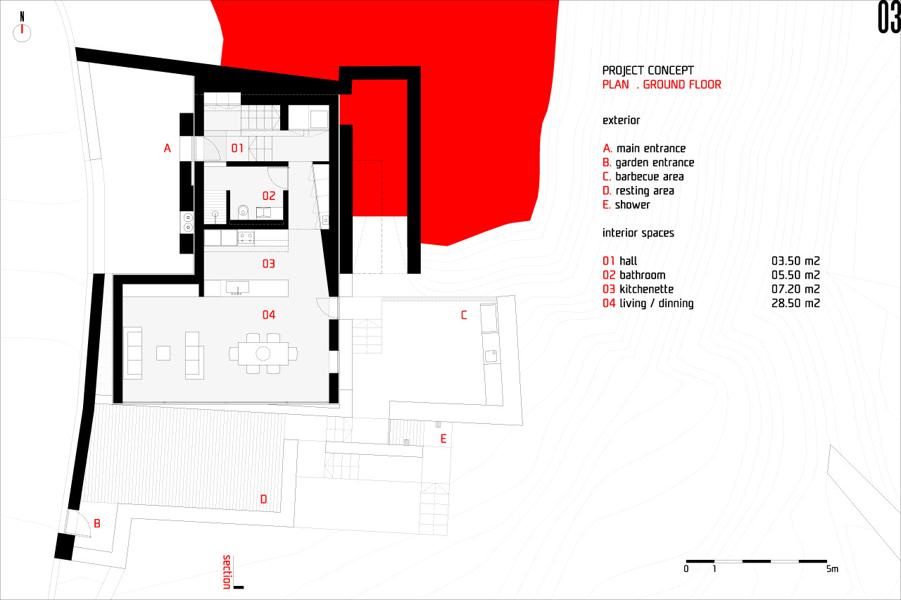 N
03
PROJECT CONCEPT
PLAN . GROUND FLOOR
exterior
A. main entrance
B. garden entrance
C. barbecue area
D. resting area
E. shower
interior spaces
01 hall 03.50 m2
02 bathroom 05.50 m2
03 kitchenette 07.20 m2
04 living / dinning 28.50 m2
A
01
02
03
04
C
E
D
B
section
0 1 5m